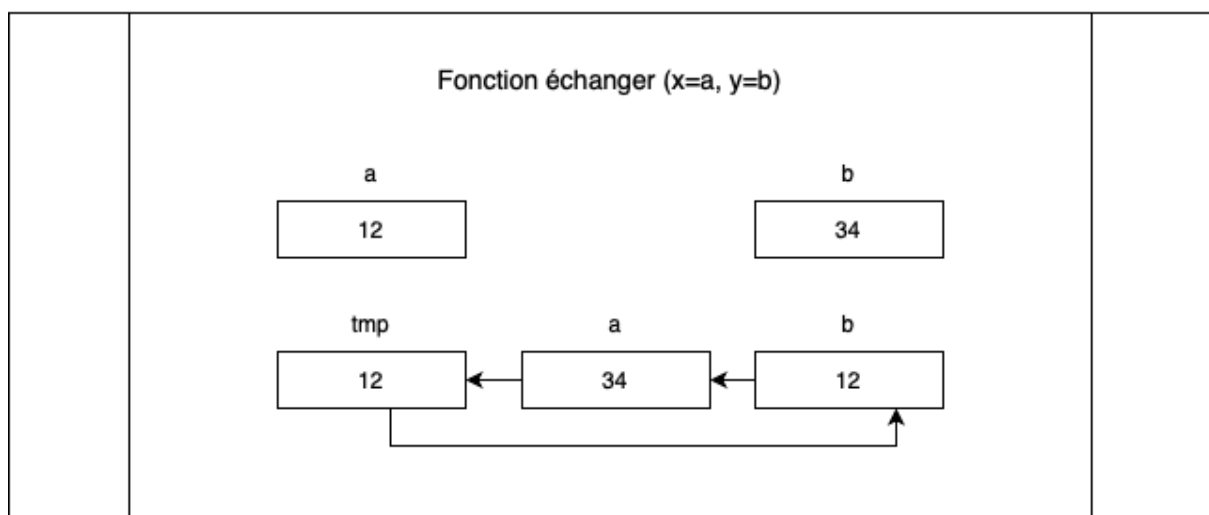 Fonction échanger (x=a, y=b)
a b
12 34
tmp a b
12 34 12